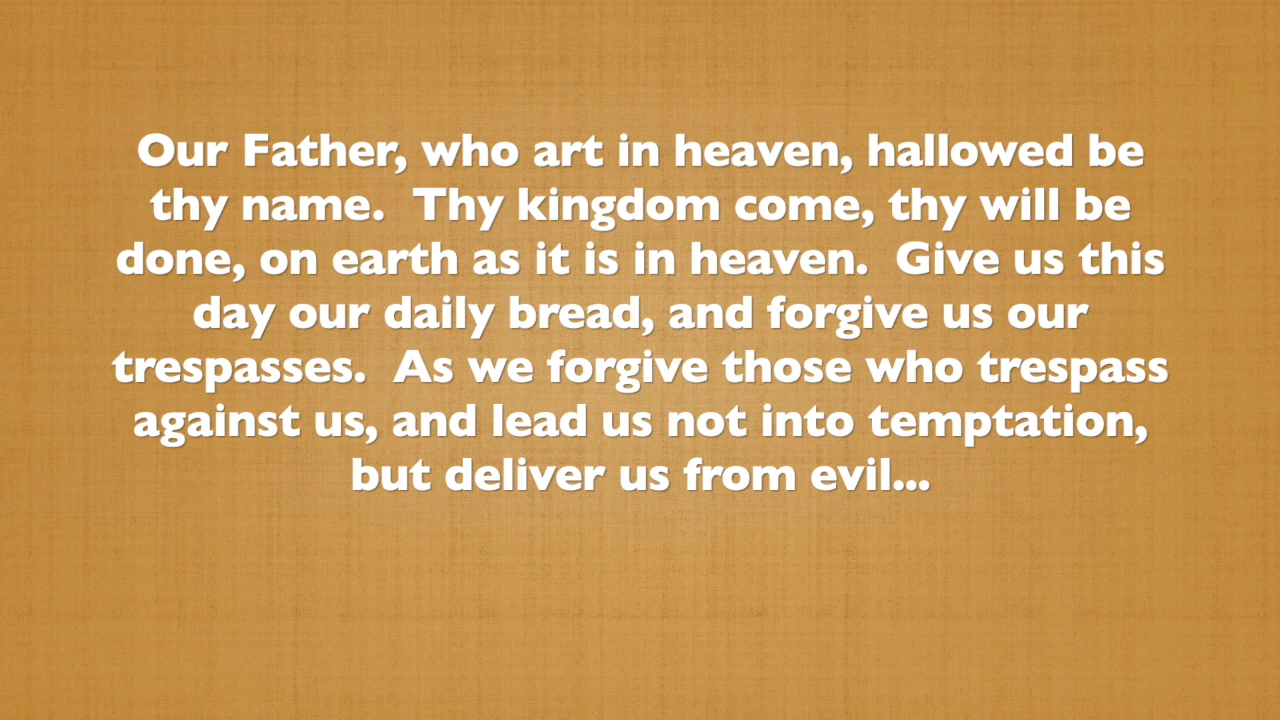 Our Father, who art in heaven, hallowed be
thy name.  Thy kingdom come, thy will be
done, on earth as it is in heaven.  Give us this
day our daily bread, and forgive us our
trespasses.  As we forgive those who trespass
against us, and lead us not into temptation,
but deliver us from evil...